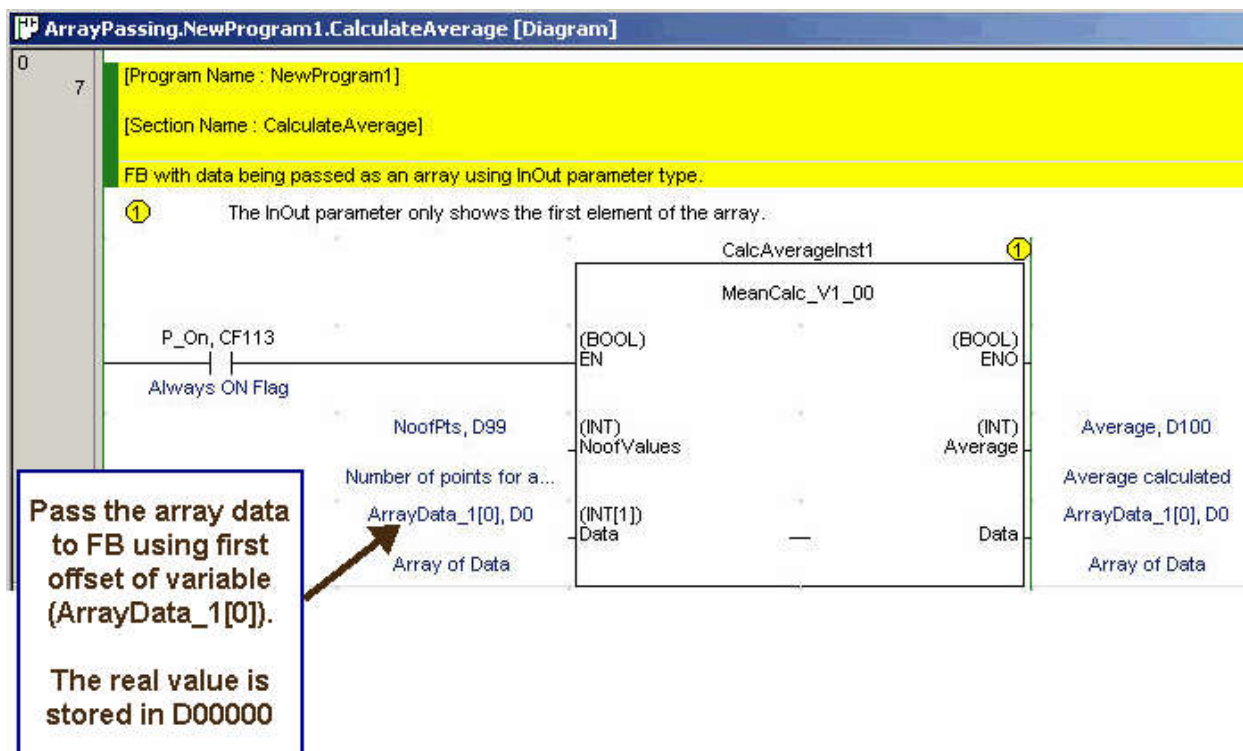 ArrayPassing.NewProgram1.CalculateAverage [Diagram]
0
7
[Program Name : NewProgram1]
[Section Name : CalculateAverage]
FB with data being passed as an array using InOut parameter type.
1 The InOut parameter only shows the first element of the array.
CalcAverageInst1 1
MeanCalc_V1_00
P_On, CF113
Always ON Flag
(BOOL)
EN
(BOOL)
ENO
NoofPts, D99
Number of points for a...
(INT)
NoofValues
(INT)
Average
Average, D100
Average calculated
ArrayData_1[0], D0
Array of Data
(INT[1])
Data
Data
ArrayData_1[0], D0
Array of Data
Pass the array data
to FB using first
offset of variable
(ArrayData_1[0]).
The real value is
stored in D00000